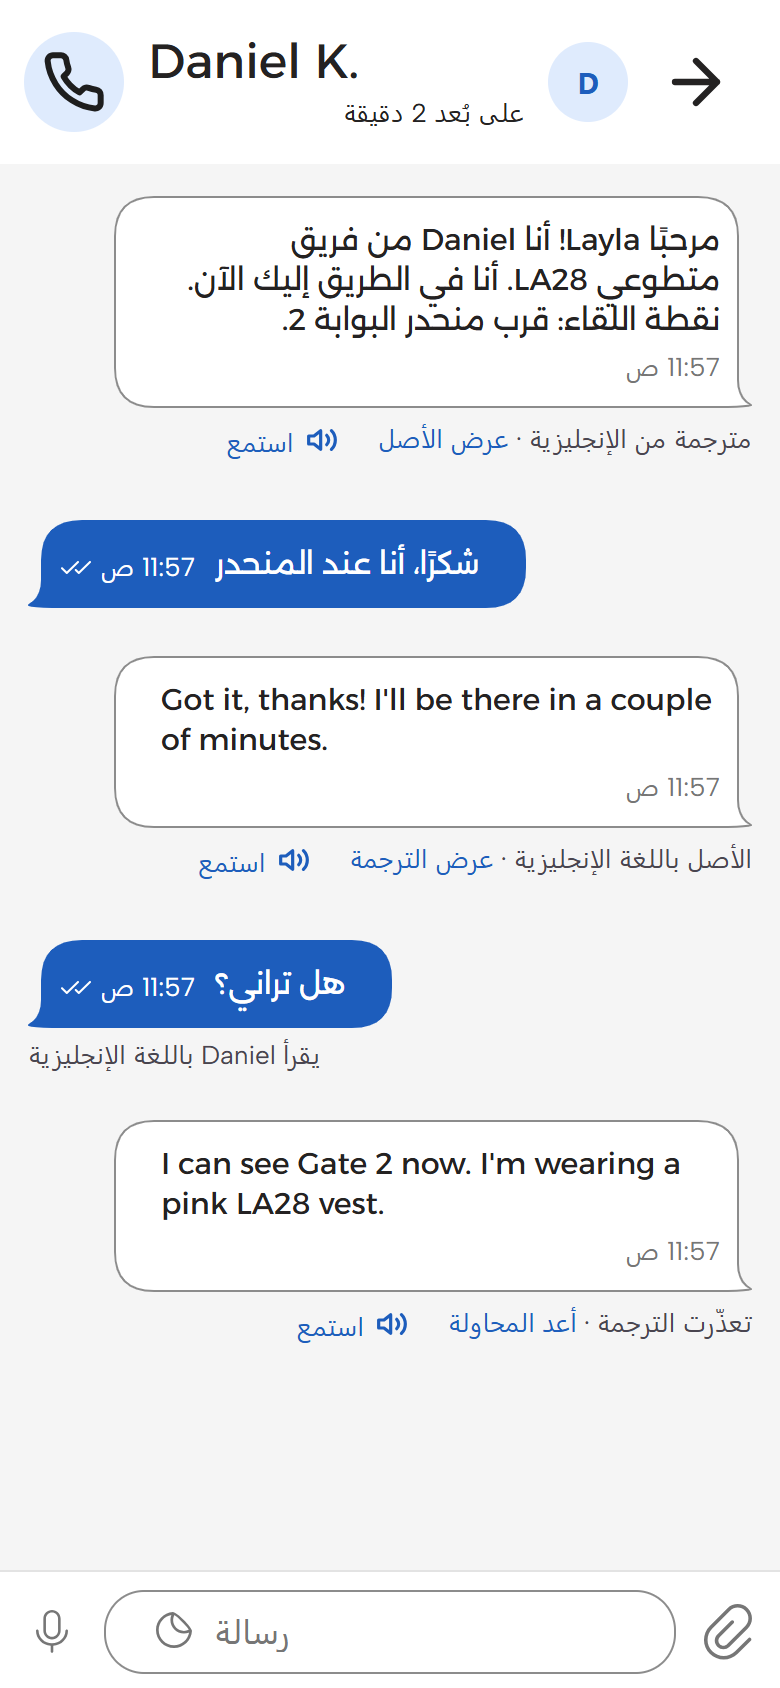 Daniel K.
على بُعد 2 دقيقة
D
مرحبًا Layla! أنا Daniel من فريق
متطوعي LA28. أنا في الطريق إليك الآن.
نقطة اللقاء: قرب منحدر البوابة 2.
11:57 ص
مترجمة من الإنجليزية · عرض الأصل استمع
شكرًا، أنا عند المنحدر 11:57 ص
Got it, thanks! I'll be there in a couple
of minutes.
11:57 ص
الأصل باللغة الإنجليزية · عرض الترجمة استمع
هل تراني؟ 11:57 ص
يقرأ Daniel باللغة الإنجليزية
I can see Gate 2 now. I'm wearing a
pink LA28 vest.
11:57 ص
تعذّرت الترجمة · أعد المحاولة استمع
رسالة